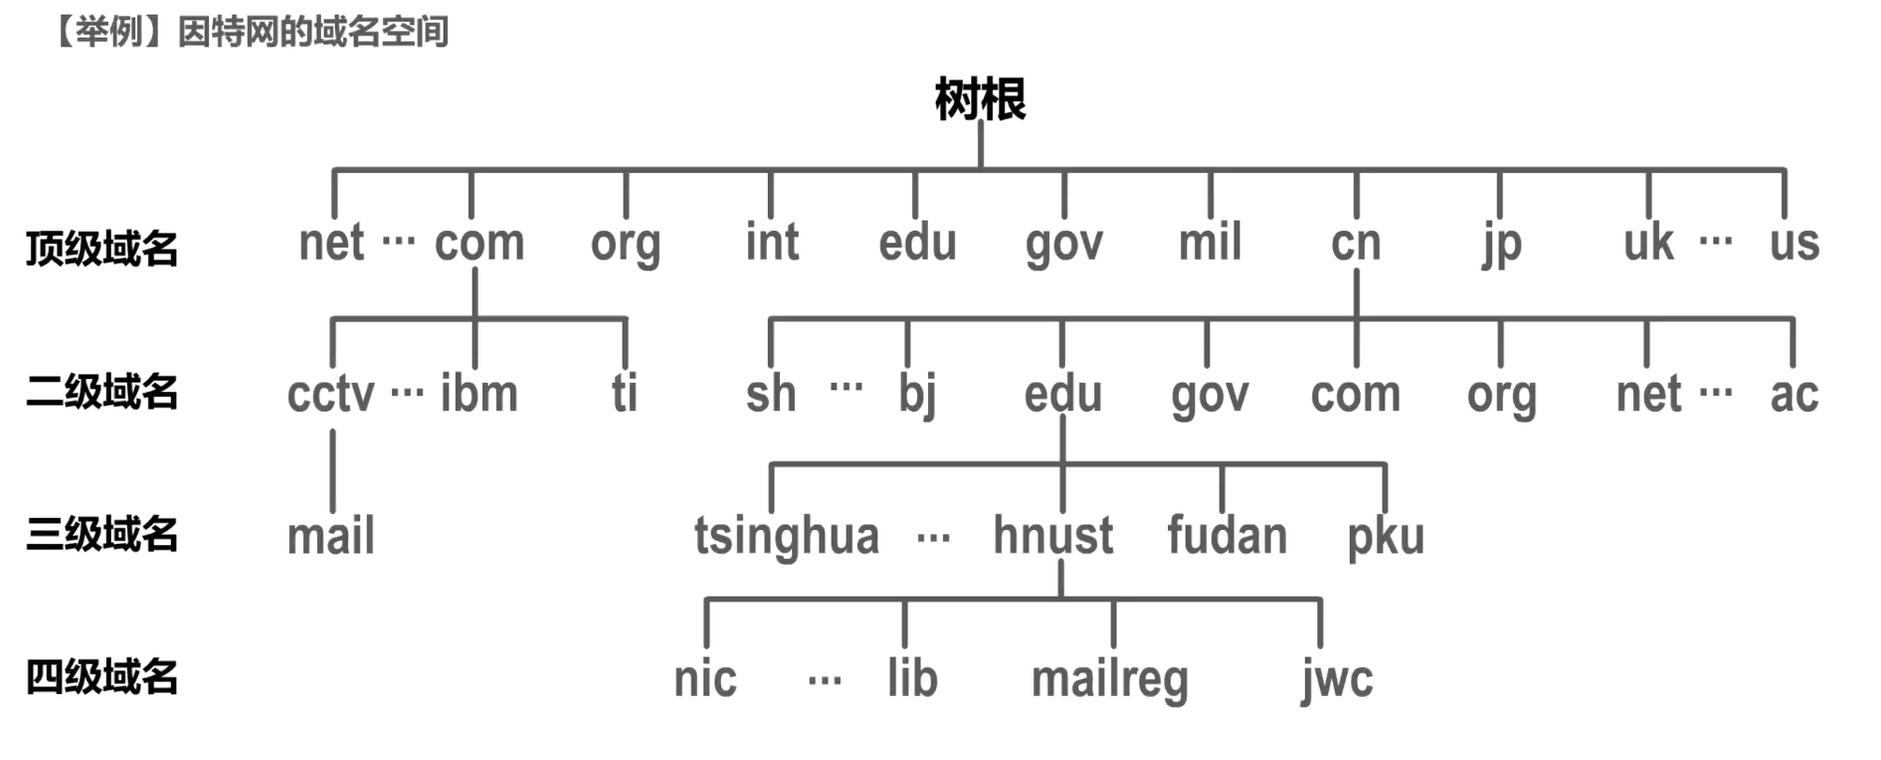 【举例】因特网的域名空间
树根
顶级域名 net ··· com org int edu gov mil cn jp uk ··· us
二级域名 cctv ··· ibm ti sh ··· bj edu gov com org net ··· ac
三级域名 mail tsinghua ··· hnust fudan pku
四级域名 nic ··· lib mailreg jwc